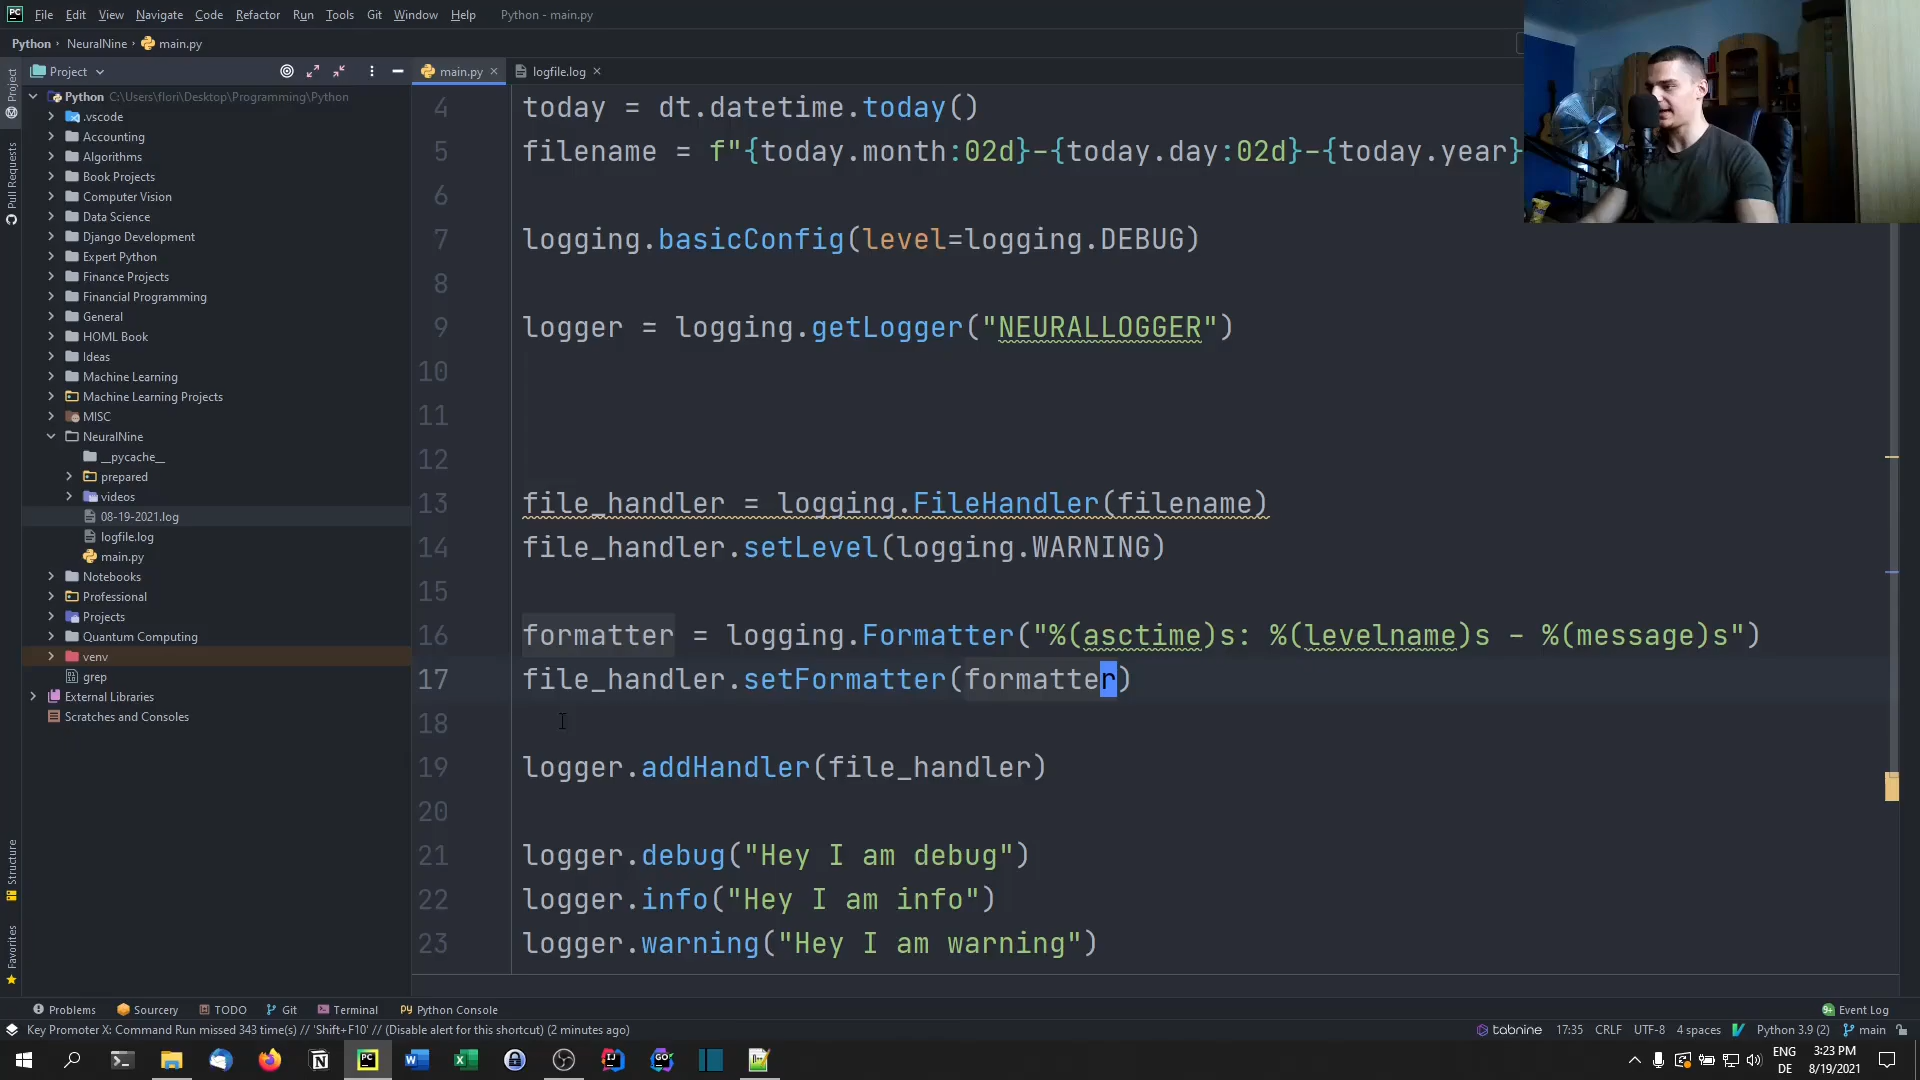 File Edit View Navigate Code Refactor Run Tools Git Window Help Python - main.py
Python NeuralNine main.py
Project main.py logfile.log
Python C:\Users\flori\Desktop\Programming\Python
.vscode
Accounting
Algorithms
Book Projects
Computer Vision
Data Science
Django Development
Expert Python
Finance Projects
Financial Programming
General
HOML Book
Ideas
Machine Learning
Machine Learning Projects
MISC
NeuralNine
__pycache__
prepared
videos
08-19-2021.log
logfile.log
main.py
Notebooks
Professional
Projects
Quantum Computing
venv
grep
External Libraries
Scratches and Consoles
Project
Pull Requests
Structure
Favorites
4 today = dt.datetime.today()
5 filename = f"{today.month:02d}-{today.day:02d}-{today.year}
6
7 logging.basicConfig(level=logging.DEBUG)
8
9 logger = logging.getLogger("NEURALLOGGER")
10
11
12
13 file_handler = logging.FileHandler(filename)
14 file_handler.setLevel(logging.WARNING)
15
16 formatter = logging.Formatter("%(asctime)s: %(levelname)s - %(message)s")
17 file_handler.setFormatter(formatter)
18
19 logger.addHandler(file_handler)
20
21 logger.debug("Hey I am debug")
22 logger.info("Hey I am info")
23 logger.warning("Hey I am warning")
Problems Sourcery TODO Git Terminal Python Console Event Log
Key Promoter X: Command Run missed 343 time(s) // 'Shift+F10' // (Disable alert for this shortcut) (2 minutes ago) tabnine 17:35 CRLF UTF-8 4 spaces Python 3.9 (2) main
ENG 3:23 PM
DE 8/19/2021